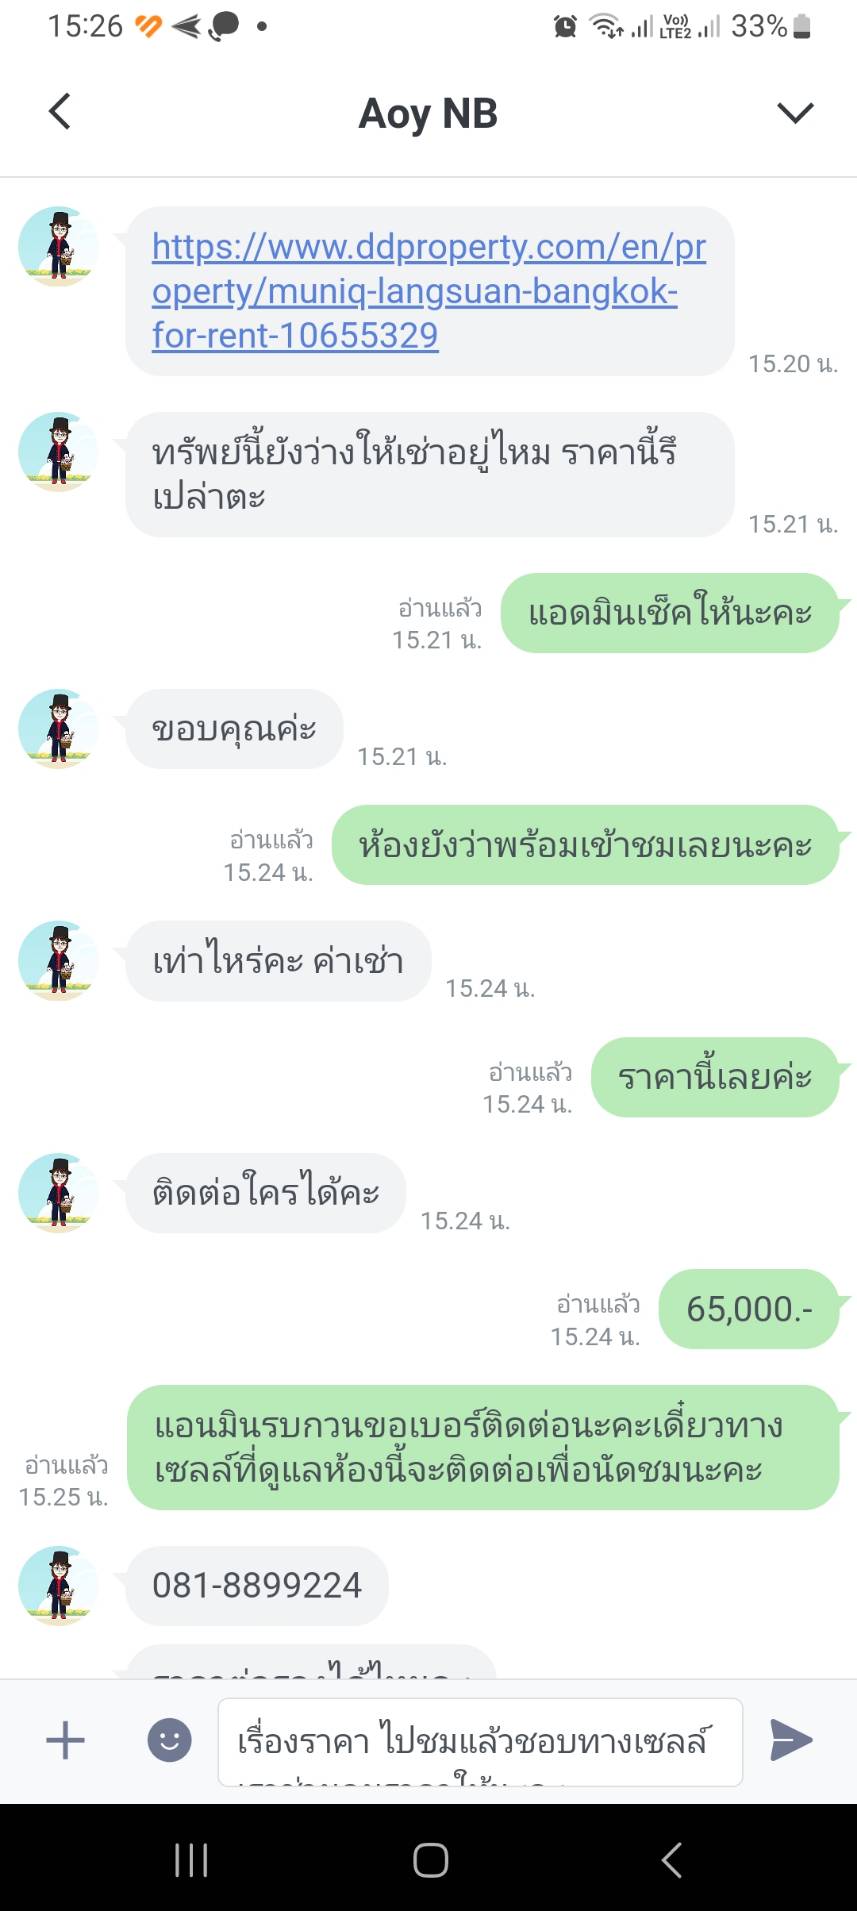 15:26
Vo))
LTE2
33%
Aoy NB
https://www.ddproperty.com/en/pr
operty/muniq-langsuan-bangkok-
for-rent-10655329
15.20 น.
ทรัพย์นี้ยังว่างให้เช่าอยู่ไหม ราคานี้รึ
เปล่าตะ
15.21 น.
อ่านแล้ว
15.21 น.
แอดมินเช็คให้นะคะ
ขอบคุณค่ะ
15.21 น.
อ่านแล้ว
15.24 น.
ห้องยังว่าพร้อมเข้าชมเลยนะคะ
เท่าไหร่คะ ค่าเช่า
15.24 น.
อ่านแล้ว
15.24 น.
ราคานี้เลยค่ะ
ติดต่อใครได้คะ
15.24 น.
อ่านแล้ว
15.24 น.
65,000.-
แอนมินรบกวนขอเบอร์ติดต่อนะคะเดี๋ยวทาง
เซลล์ที่ดูแลห้องนี้จะติดต่อเพื่อนัดชมนะคะ
อ่านแล้ว
15.25 น.
081-8899224
เรื่องราคา ไปชมแล้วชอบทางเซลล์